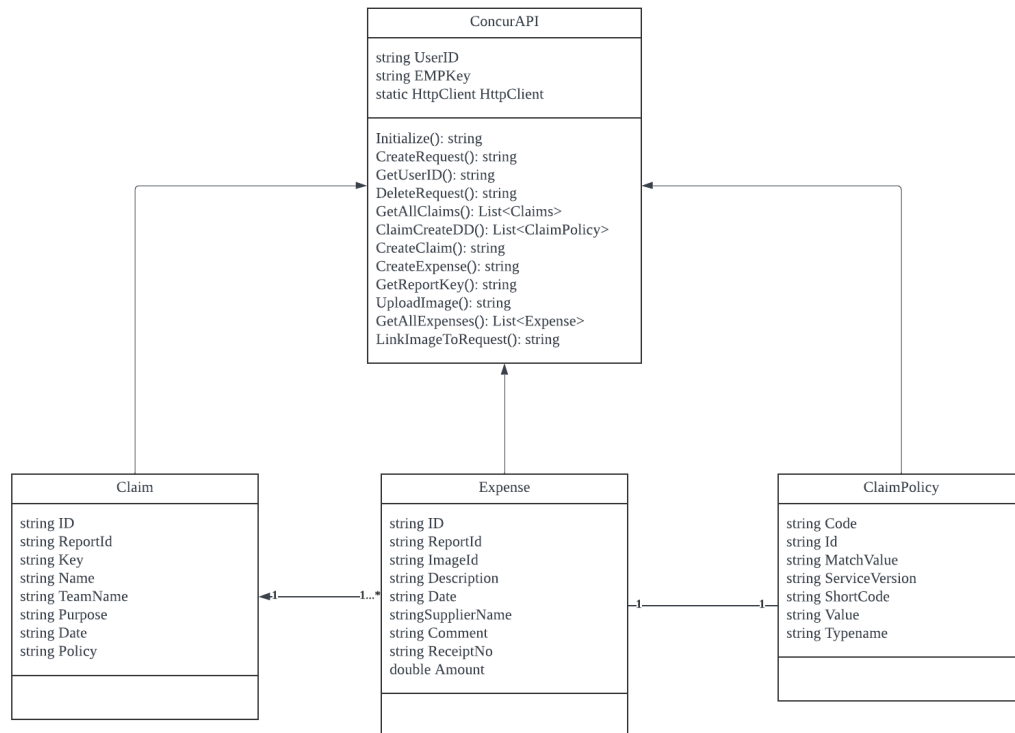 ConcurAPI
string UserID
string EMPKey
static HttpClient HttpClient
Initialize(): string
CreateRequest(): string
GetUserID(): string
DeleteRequest(): string
GetAllClaims(): List<Claims>
ClaimCreateDD(): List<ClaimPolicy>
CreateClaim(): string
CreateExpense(): string
GetReportKey(): string
UploadImage(): string
GetAllExpenses(): List<Expense>
LinkImageToRequest(): string
Claim
string ID
string ReportId
string Key
string Name
string TeamName
string Purpose
string Date
string Policy
1
1...*
Expense
string ID
string ReportId
string ImageId
string Description
string Date
stringSupplierName
string Comment
string ReceiptNo
double Amount
1
1
ClaimPolicy
string Code
string Id
string MatchValue
string ServiceVersion
string ShortCode
string Value
string Typename